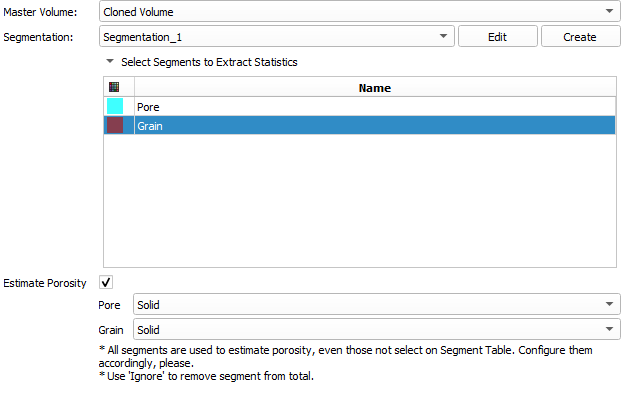 Master Volume: Cloned Volume
Segmentation: Segmentation_1 Edit Create
Select Segments to Extract Statistics
Name
Pore
Grain
Estimate Porosity
Pore Solid
Grain Solid
* All segments are used to estimate porosity, even those not select on Segment Table. Configure them
accordingly, please.
* Use 'Ignore' to remove segment from total.